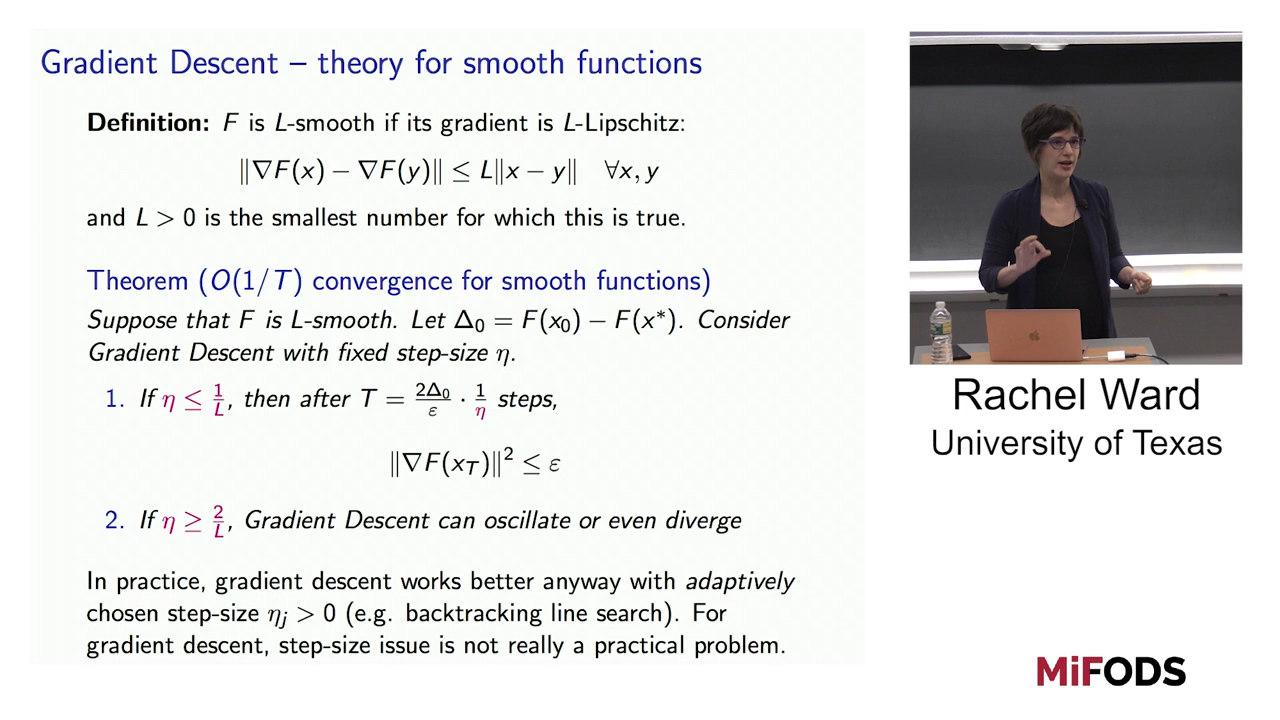 Gradient Descent – theory for smooth functions
Definition: F is L-smooth if its gradient is L-Lipschitz:
‖∇F(x) − ∇F(y)‖ ≤ L‖x − y‖ ∀x, y
and L > 0 is the smallest number for which this is true.
Theorem (O(1/T) convergence for smooth functions)
Suppose that F is L-smooth. Let Δ₀ = F(x₀) − F(x*). Consider
Gradient Descent with fixed step-size η.
1. If η ≤ 1/L, then after T = 2Δ₀/ε · 1/η steps,
‖∇F(x_T)‖² ≤ ε
2. If η ≥ 2/L, Gradient Descent can oscillate or even diverge
In practice, gradient descent works better anyway with adaptively
chosen step-size η_j > 0 (e.g. backtracking line search). For
gradient descent, step-size issue is not really a practical problem.
Rachel Ward
University of Texas
MiFODS